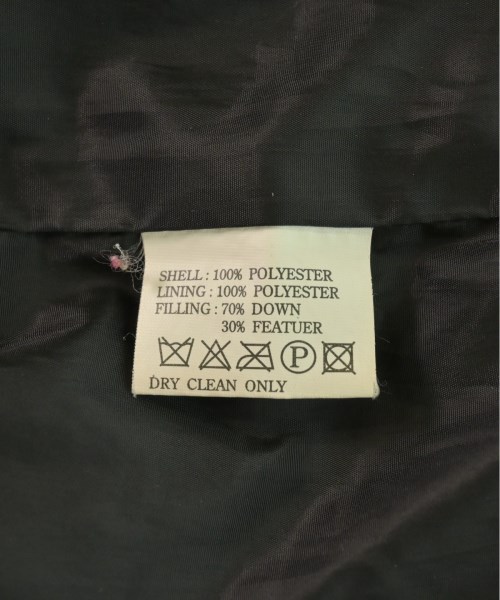 SHELL : 100% POLYESTER
LINING : 100% POLYESTER
FILLING : 70% DOWN
30% FEATUER
P
DRY CLEAN ONLY